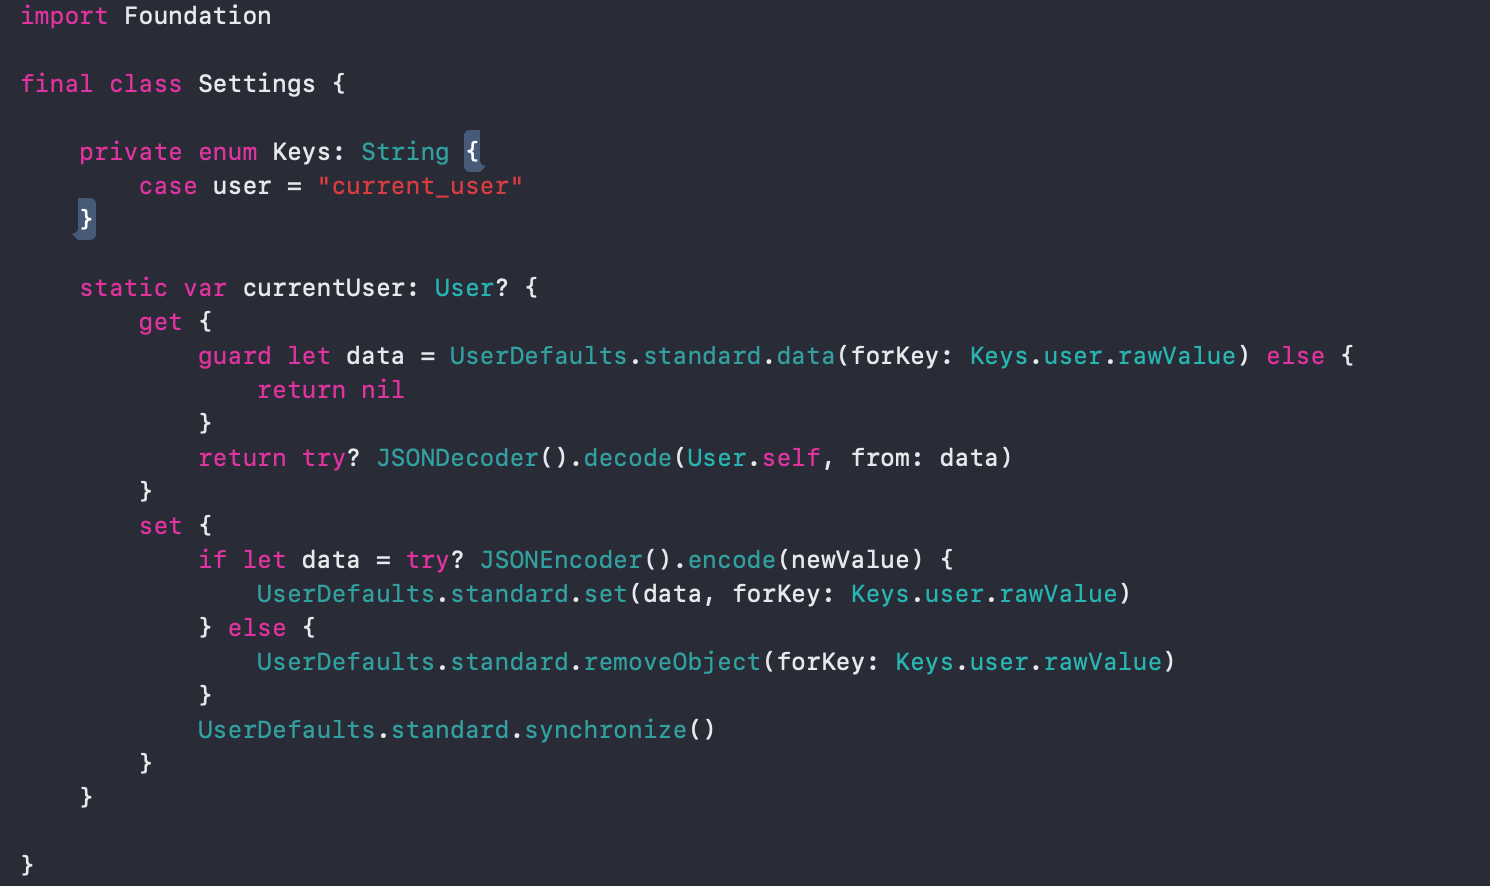 import Foundation
final class Settings {
private enum Keys: String {
case user = "current_user"
}
static var currentUser: User? {
get {
guard let data = UserDefaults.standard.data(forKey: Keys.user.rawValue) else {
return nil
}
return try? JSONDecoder().decode(User.self, from: data)
}
set {
if let data = try? JSONEncoder().encode(newValue) {
UserDefaults.standard.set(data, forKey: Keys.user.rawValue)
} else {
UserDefaults.standard.removeObject(forKey: Keys.user.rawValue)
}
UserDefaults.standard.synchronize()
}
}
}